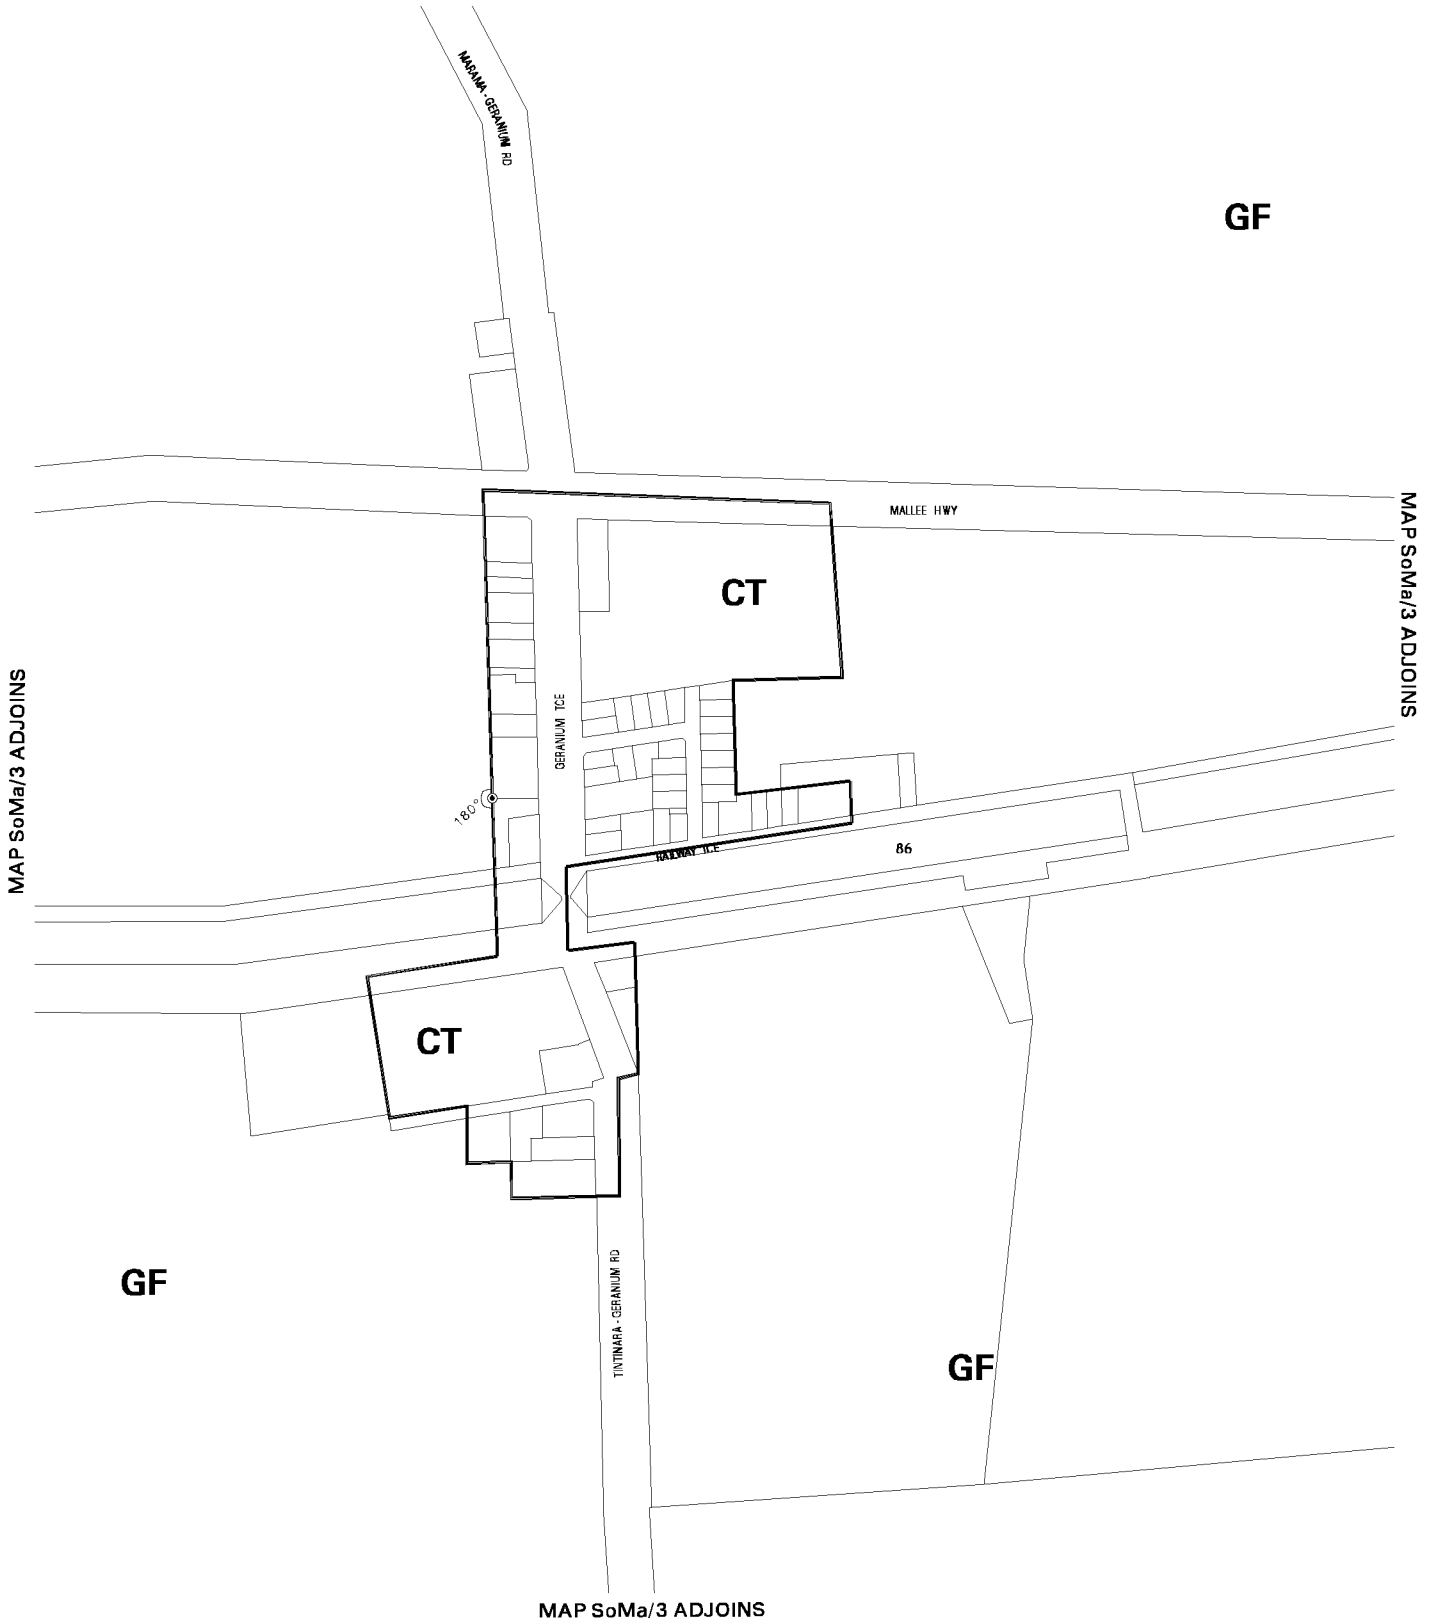 MARAMA - GERANIUM RD
GF
MALLEE HWY
MAP SoMa/3 ADJOINS
CT
MAP SoMa/3 ADJOINS
GERANIUM TCE
180°
RAILWAY TCE
86
CT
GF
TINTINARA - GERANIUM RD
GF
MAP SoMa/3 ADJOINS